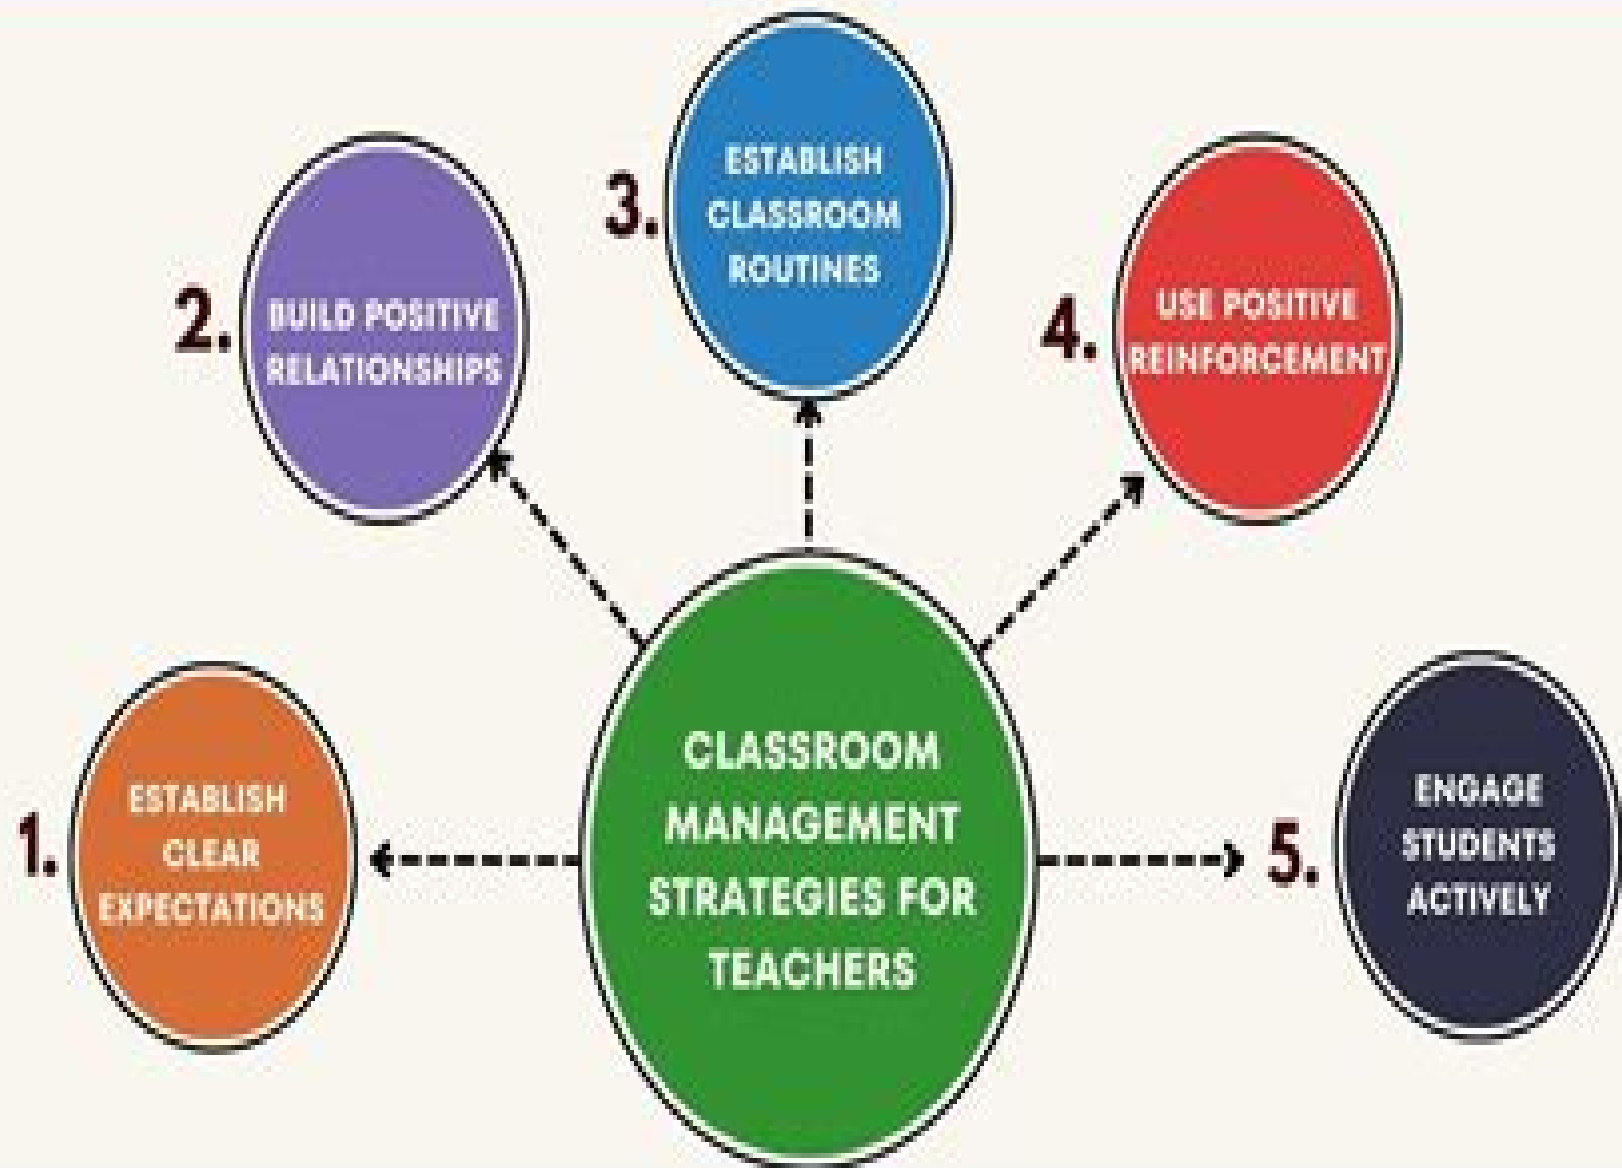 1.
ESTABLISH
CLEAR
EXPECTATIONS
2.
BUILD POSITIVE
RELATIONSHIPS
3.
ESTABLISH
CLASSROOM
ROUTINES
4.
USE POSITIVE
REINFORCEMENT
5.
ENGAGE
STUDENTS
ACTIVELY
CLASSROOM
MANAGEMENT
STRATEGIES FOR
TEACHERS